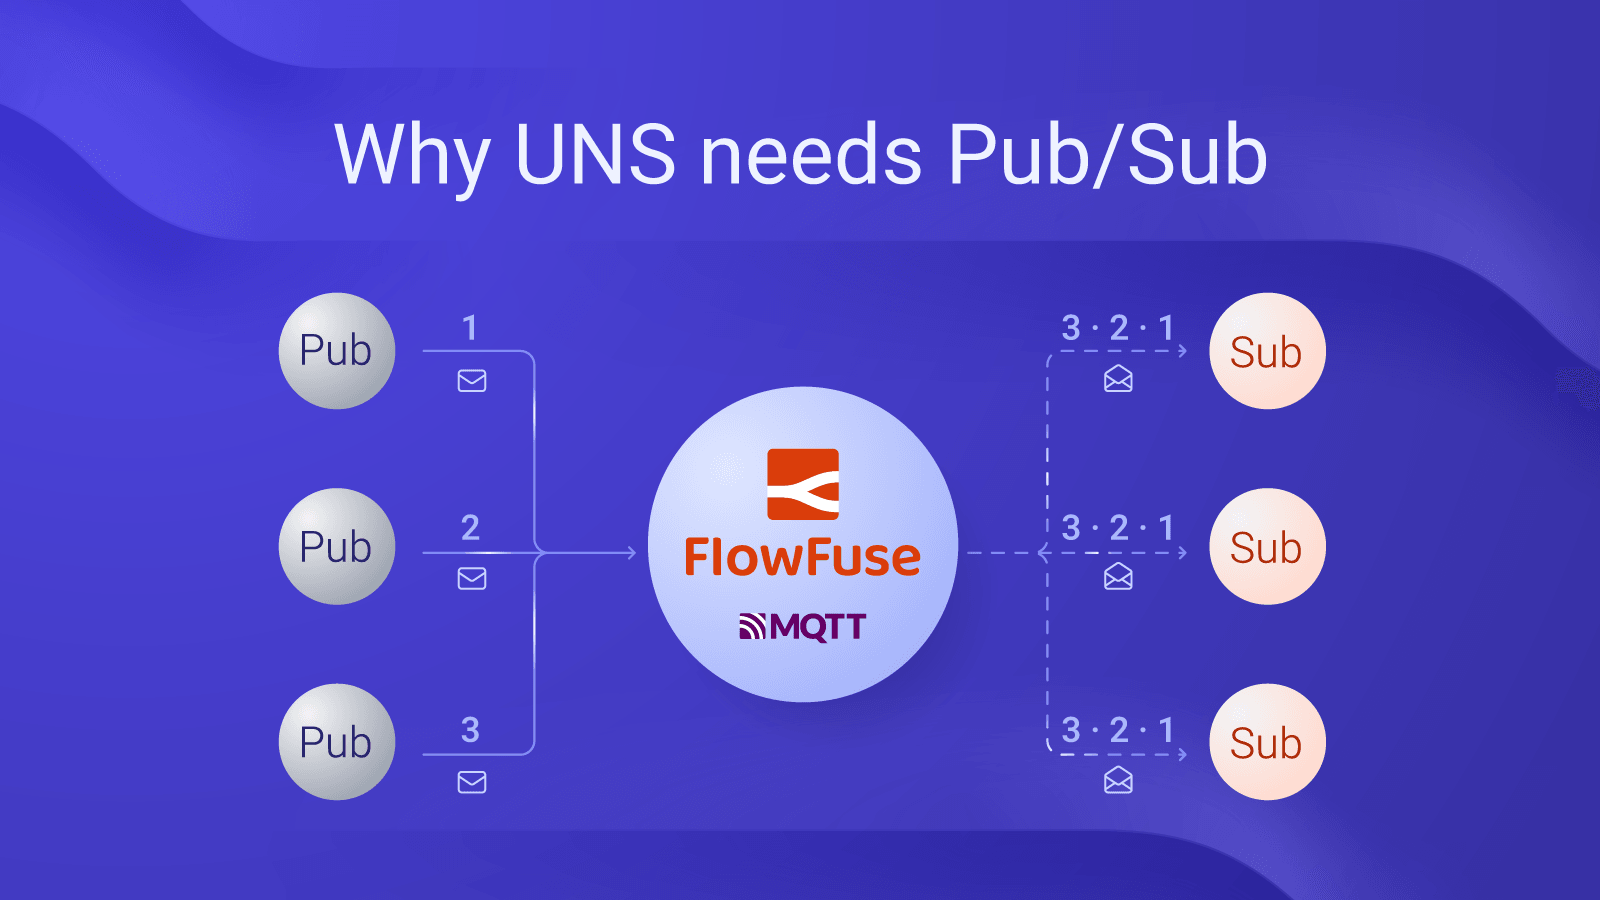 Why UNS needs Pub/Sub
Pub
1
3 · 2 · 1
Sub
Pub
2
FlowFuse
MQTT
3 · 2 · 1
Sub
Pub
3
3 · 2 · 1
Sub